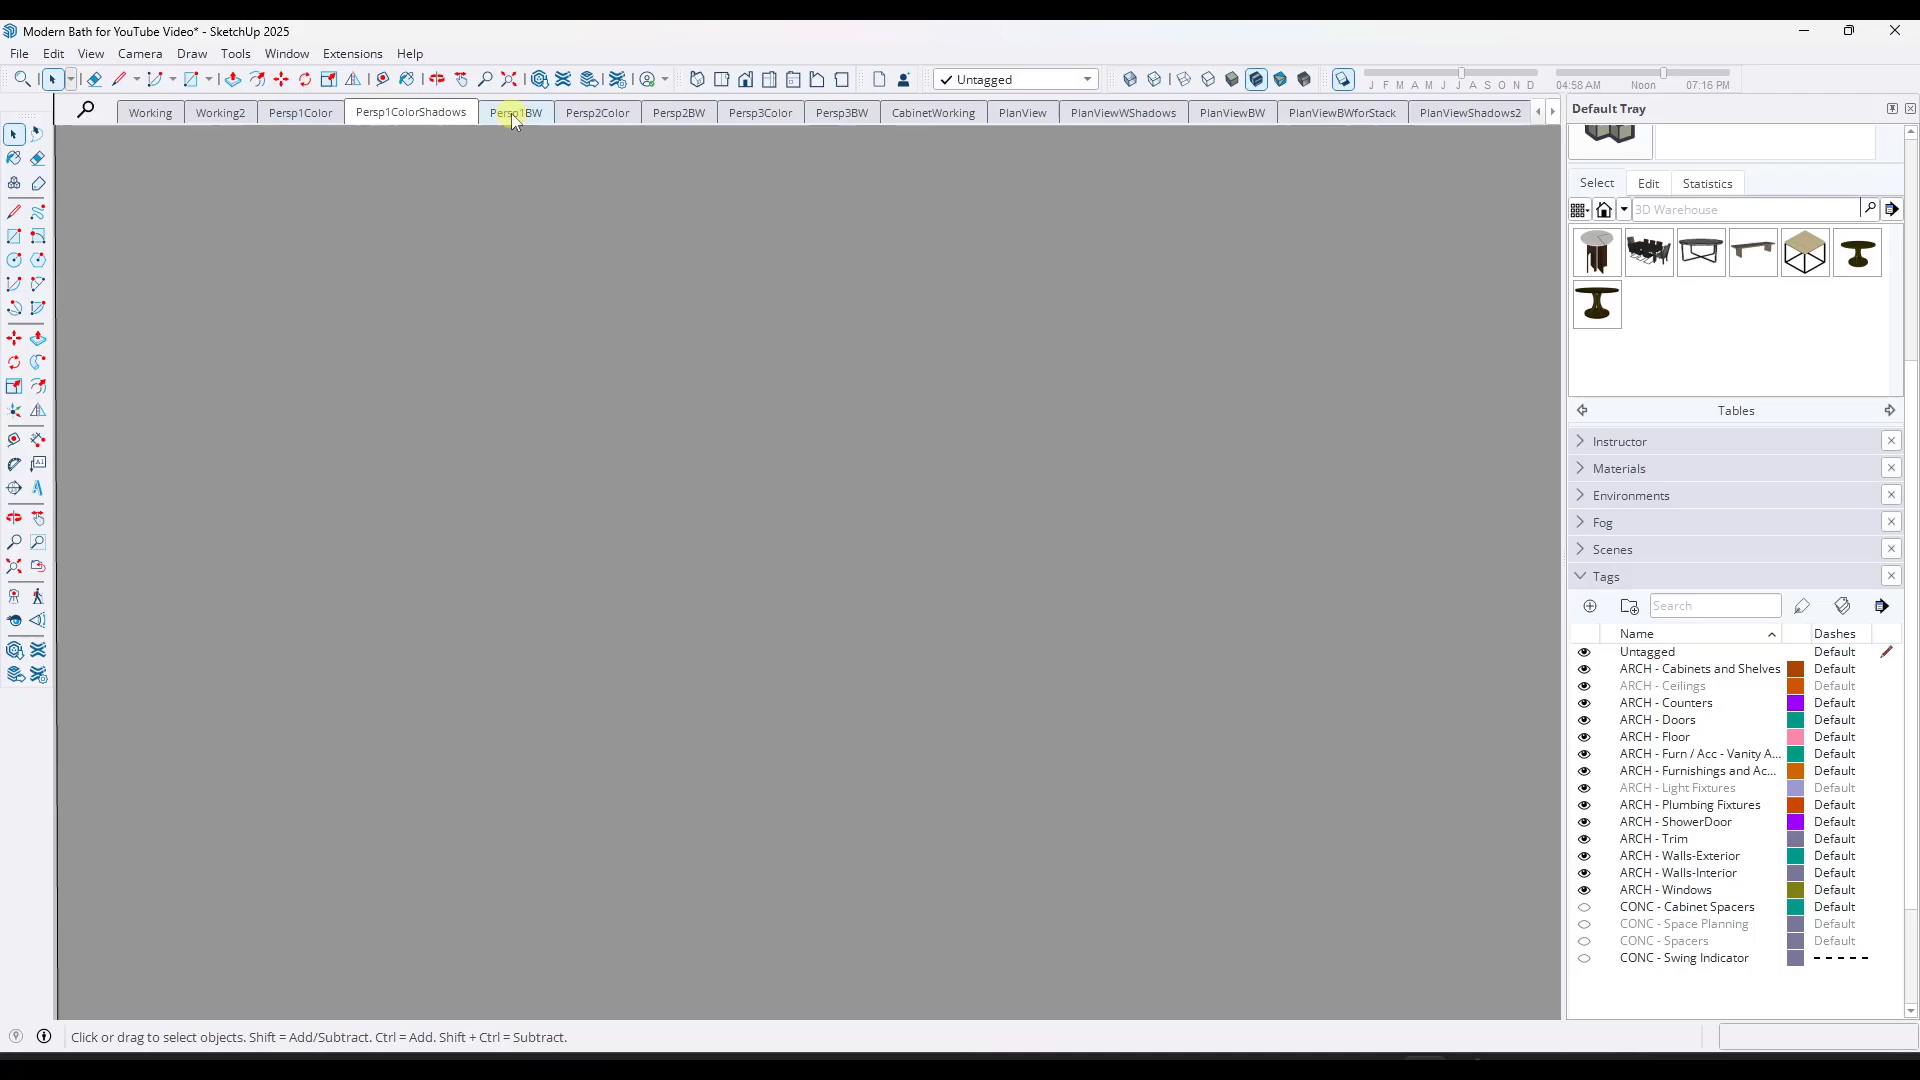 Modern Bath for YouTube Video* - SketchUp 2025
File Edit View Camera Draw Tools Window Extensions Help
Untagged
J F M A M J J A S O N D
04:58 AM Noon 07:16 PM
Working Working2 Persp1Color Persp1ColorShadows Persp1BW Persp2Color Persp2BW Persp3Color Persp3BW CabinetWorking PlanView PlanViewWShadows PlanViewBW PlanViewBWforStack PlanViewShadows2
Default Tray
Select Edit Statistics
3D Warehouse
Tables
Instructor
Materials
Environments
Fog
Scenes
Tags
Search
Name Dashes
Untagged Default
ARCH - Cabinets and Shelves Default
ARCH - Ceilings Default
ARCH - Counters Default
ARCH - Doors Default
ARCH - Floor Default
ARCH - Furn / Acc - Vanity A... Default
ARCH - Furnishings and Ac... Default
ARCH - Light Fixtures Default
ARCH - Plumbing Fixtures Default
ARCH - ShowerDoor Default
ARCH - Trim Default
ARCH - Walls-Exterior Default
ARCH - Walls-Interior Default
ARCH - Windows Default
CONC - Cabinet Spacers Default
CONC - Space Planning Default
CONC - Spacers Default
CONC - Swing Indicator
Click or drag to select objects. Shift = Add/Subtract. Ctrl = Add. Shift + Ctrl = Subtract.